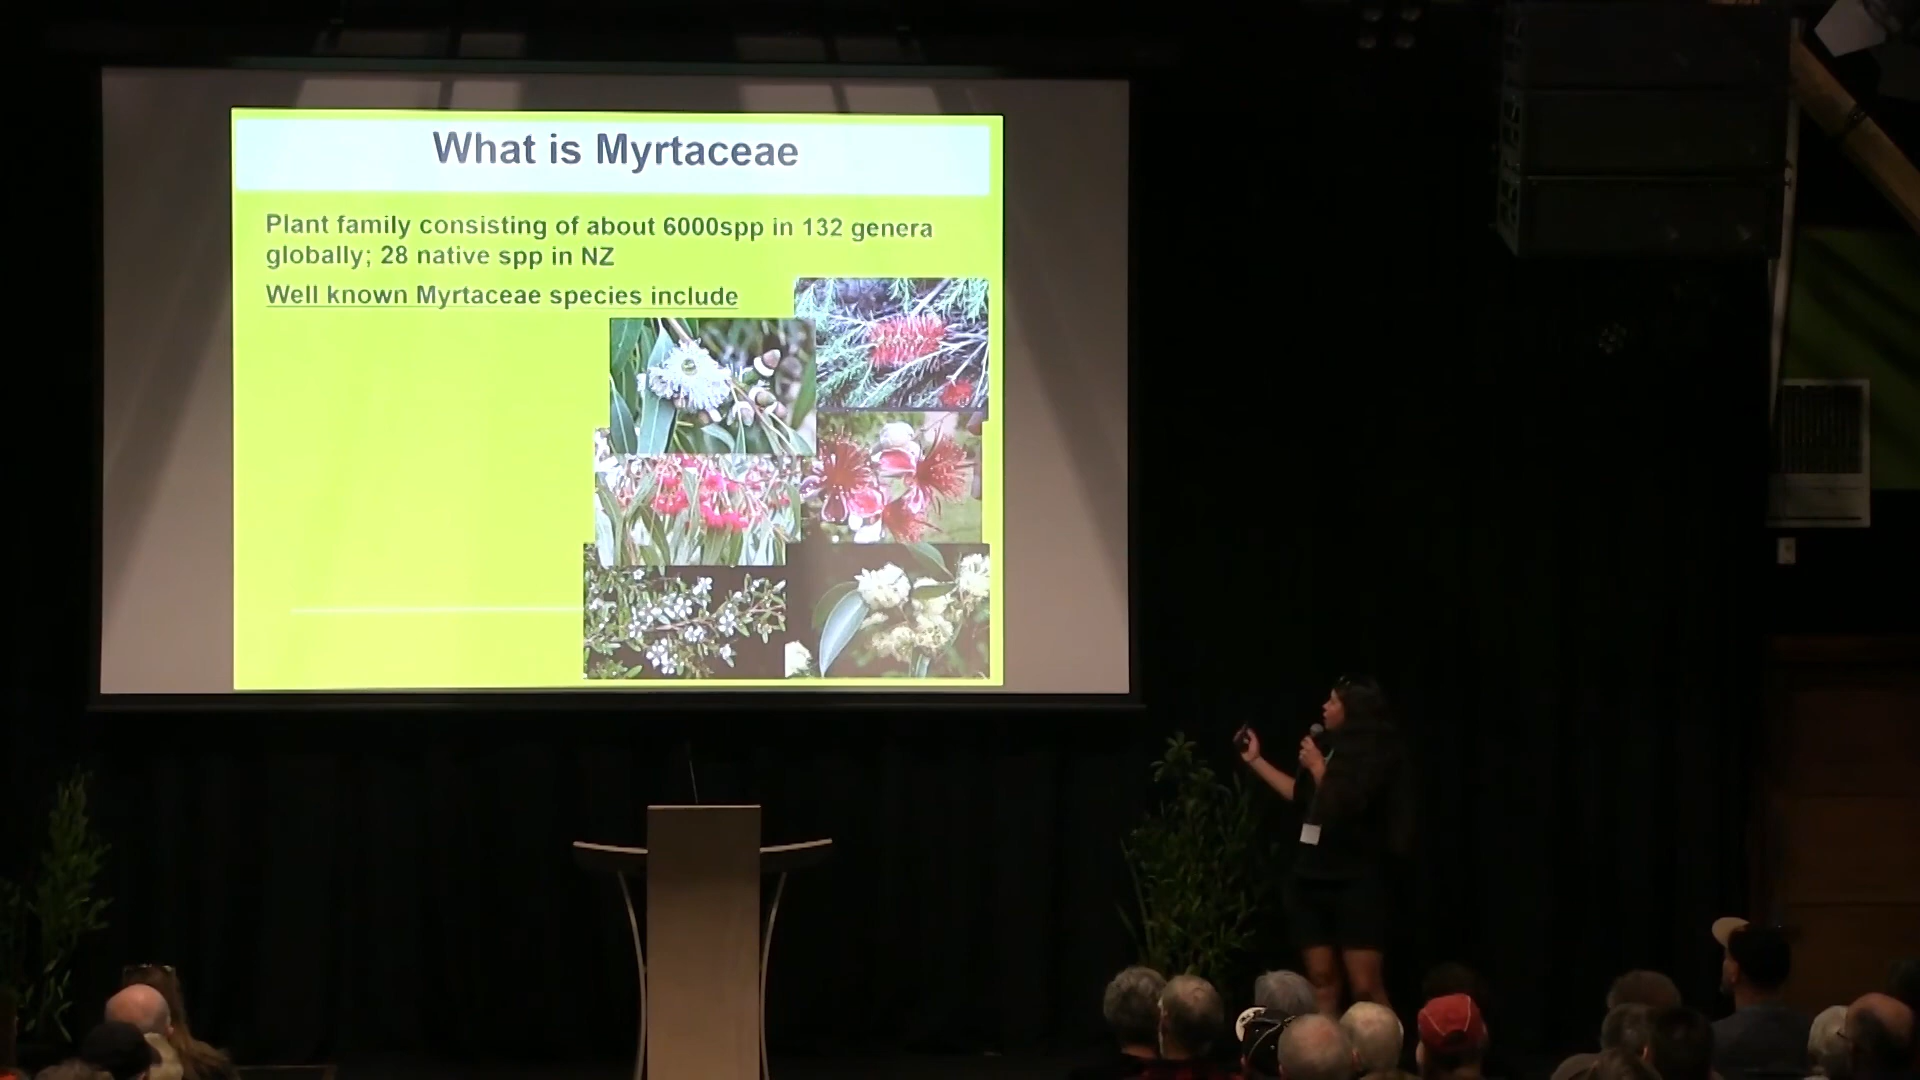 What is Myrtaceae
Plant family consisting of about 6000spp in 132 genera
globally; 28 native spp in NZ
Well known Myrtaceae species include